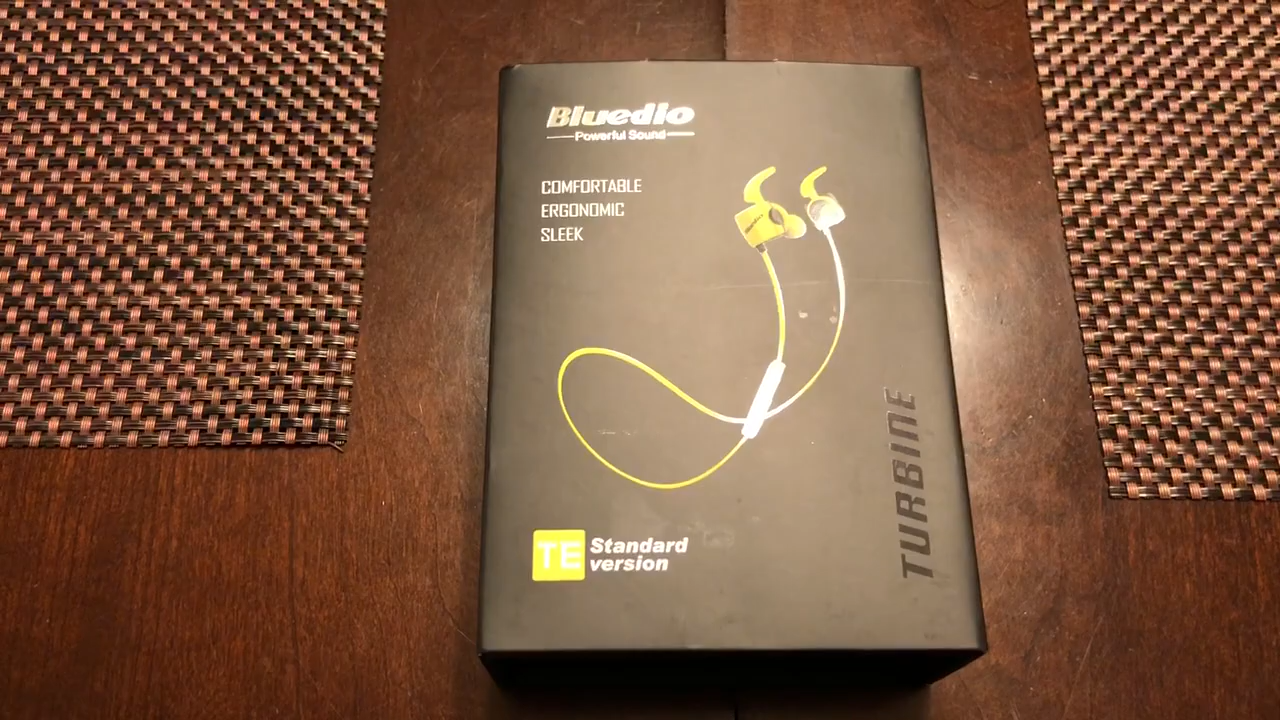 Bluedio
Powerful Sound
COMFORTABLE
ERGONOMIC
SLEEK
TURBINE
TE
Standard
version